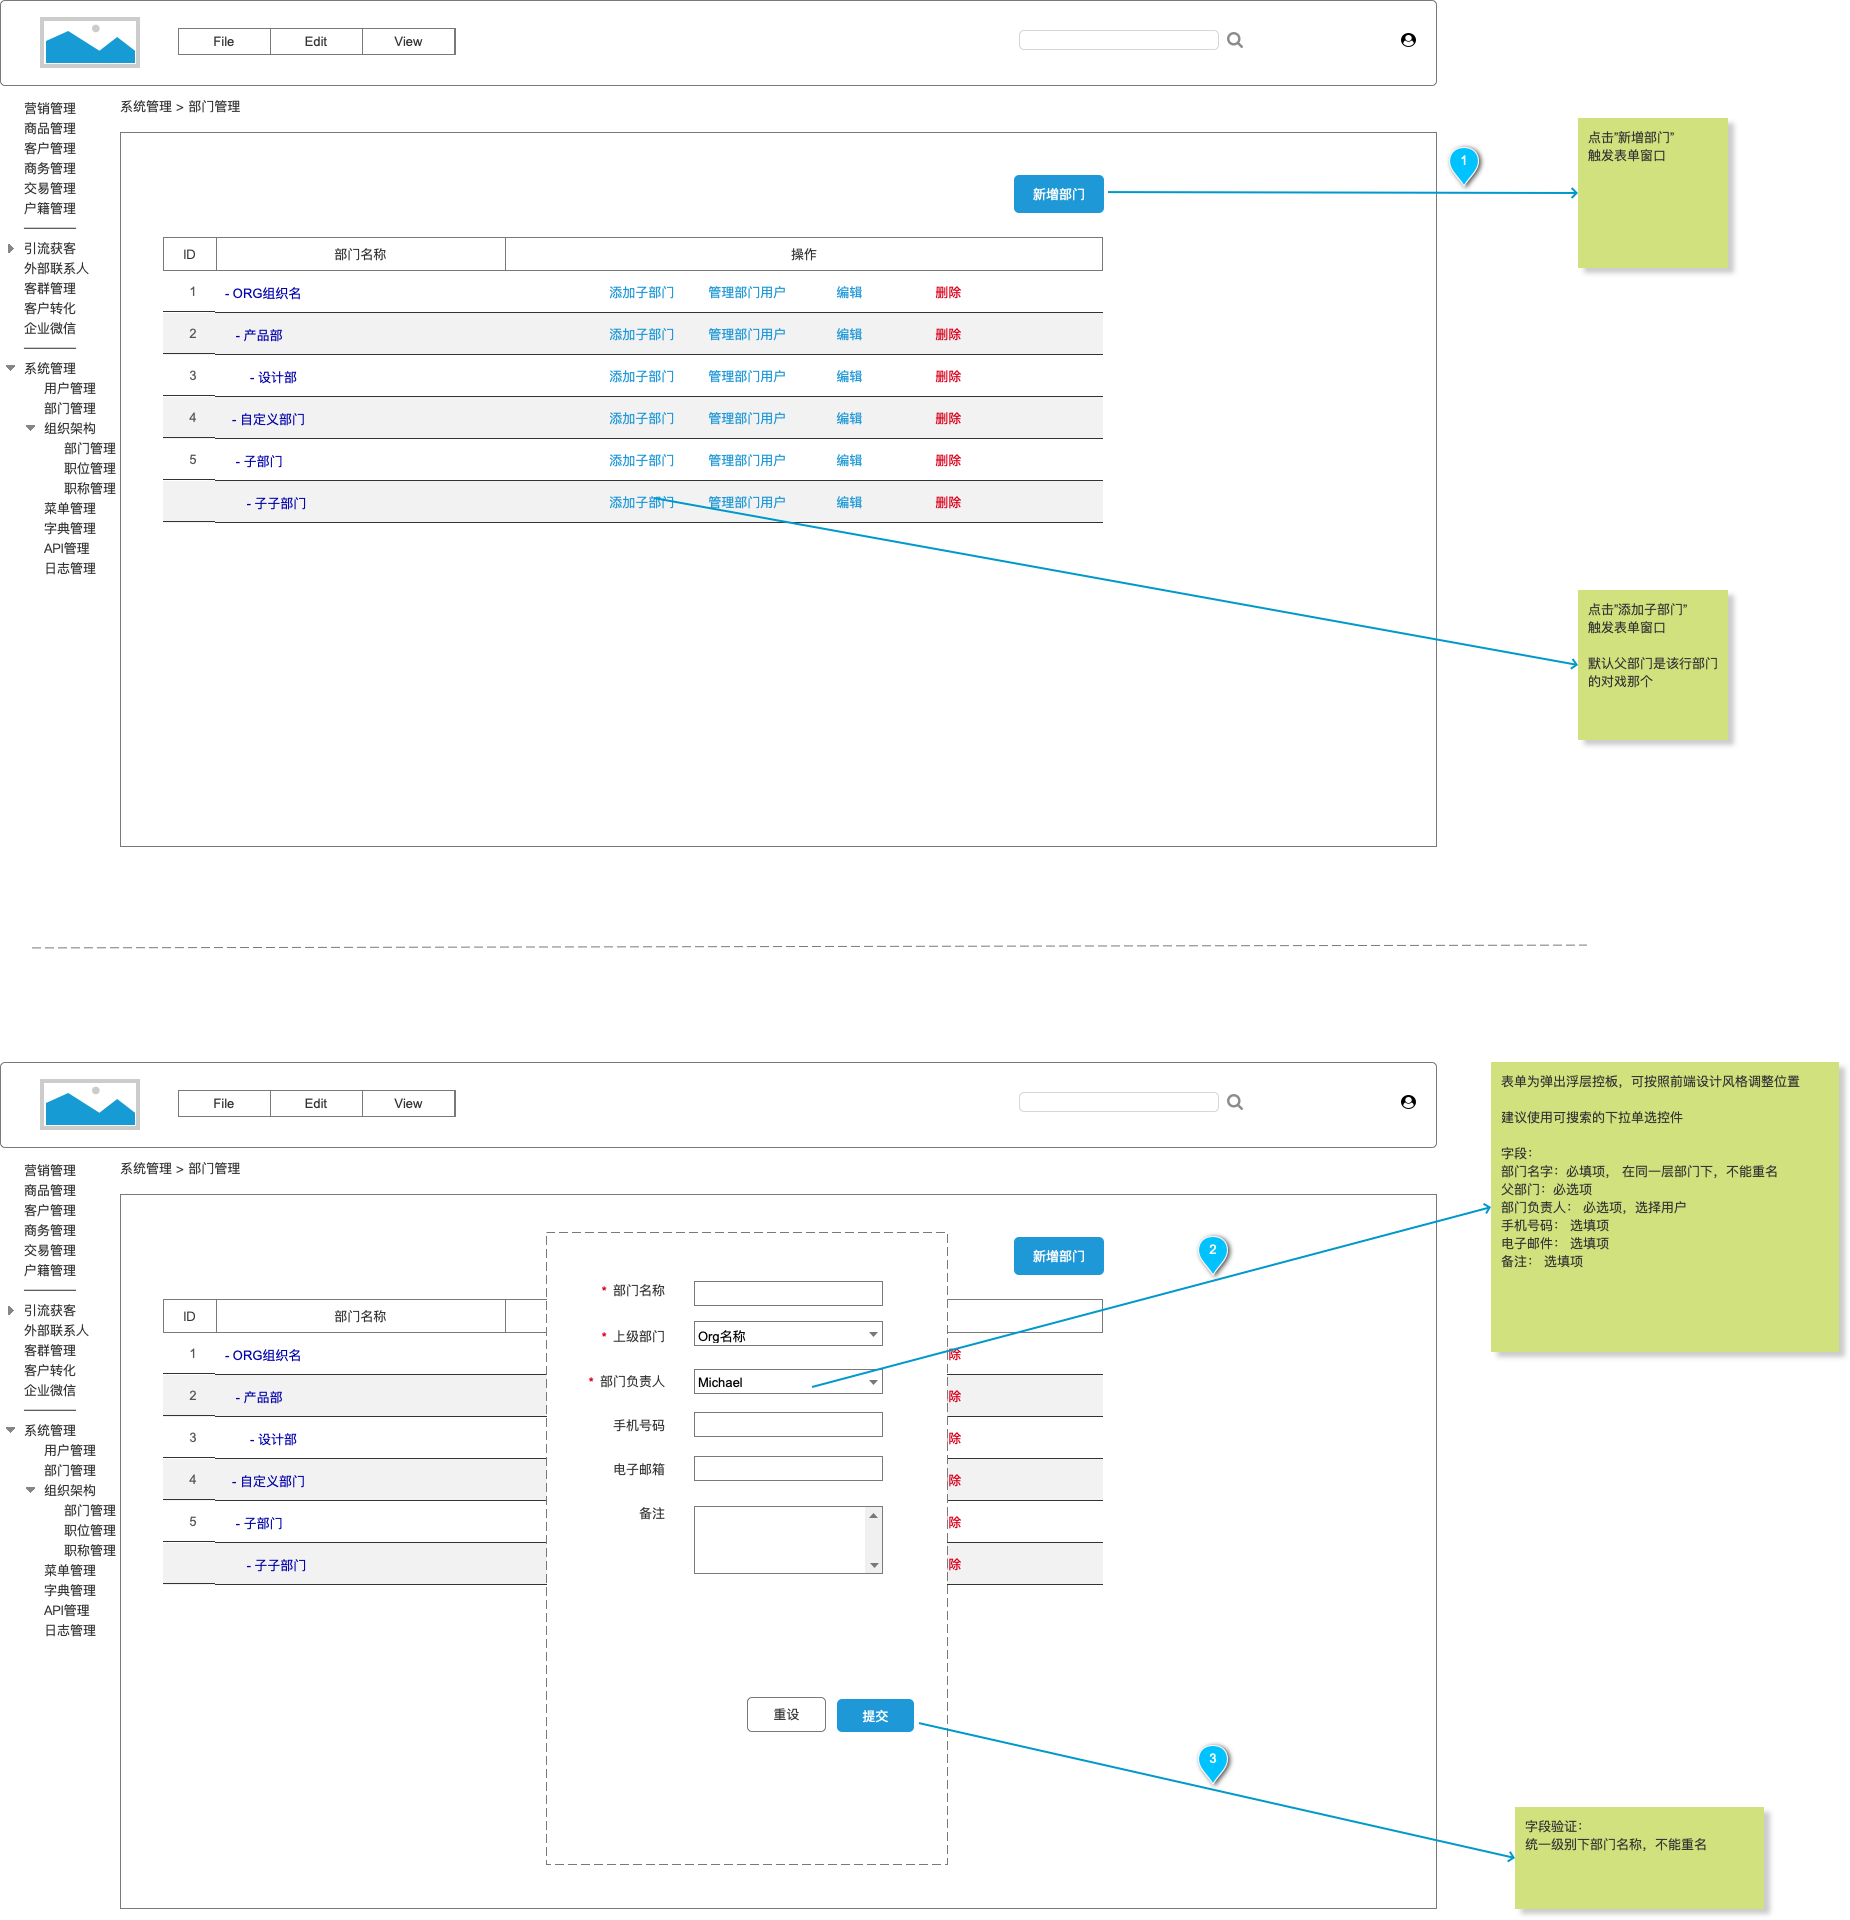 File Edit View
系统管理 > 部门管理
营销管理
商品管理
客户管理
商务管理
交易管理
户籍管理
引流获客
外部联系人
客群管理
客户转化
企业微信
系统管理
用户管理
部门管理
组织架构
部门管理
职位管理
职称管理
菜单管理
字典管理
API管理
日志管理
新增部门
ID 部门名称 操作
1 - ORG组织名 添加子部门 管理部门用户 编辑 删除
2 - 产品部 添加子部门 管理部门用户 编辑 删除
3 - 设计部 添加子部门 管理部门用户 编辑 删除
4 - 自定义部门 添加子部门 管理部门用户 编辑 删除
5 - 子部门 添加子部门 管理部门用户 编辑 删除
- 子子部门 添加子部门 管理部门用户 编辑 删除
1
点击”新增部门”
触发表单窗口
点击”添加子部门”
触发表单窗口
默认父部门是该行部门
的对戏那个
File Edit View
系统管理 > 部门管理
营销管理
商品管理
客户管理
商务管理
交易管理
户籍管理
引流获客
外部联系人
客群管理
客户转化
企业微信
系统管理
用户管理
部门管理
组织架构
部门管理
职位管理
职称管理
菜单管理
字典管理
API管理
日志管理
新增部门
ID 部门名称
1 - ORG组织名 除
2 - 产品部 除
3 - 设计部 除
4 - 自定义部门 除
5 - 子部门 除
- 子子部门 除
* 部门名称
* 上级部门 Org名称
* 部门负责人 Michael
手机号码
电子邮箱
备注
重设 提交
2
表单为弹出浮层控板，可按照前端设计风格调整位置
建议使用可搜索的下拉单选控件
字段：
部门名字：必填项， 在同一层部门下，不能重名
父部门：必选项
部门负责人： 必选项，选择用户
手机号码： 选填项
电子邮件： 选填项
备注： 选填项
3
字段验证：
统一级别下部门名称，不能重名